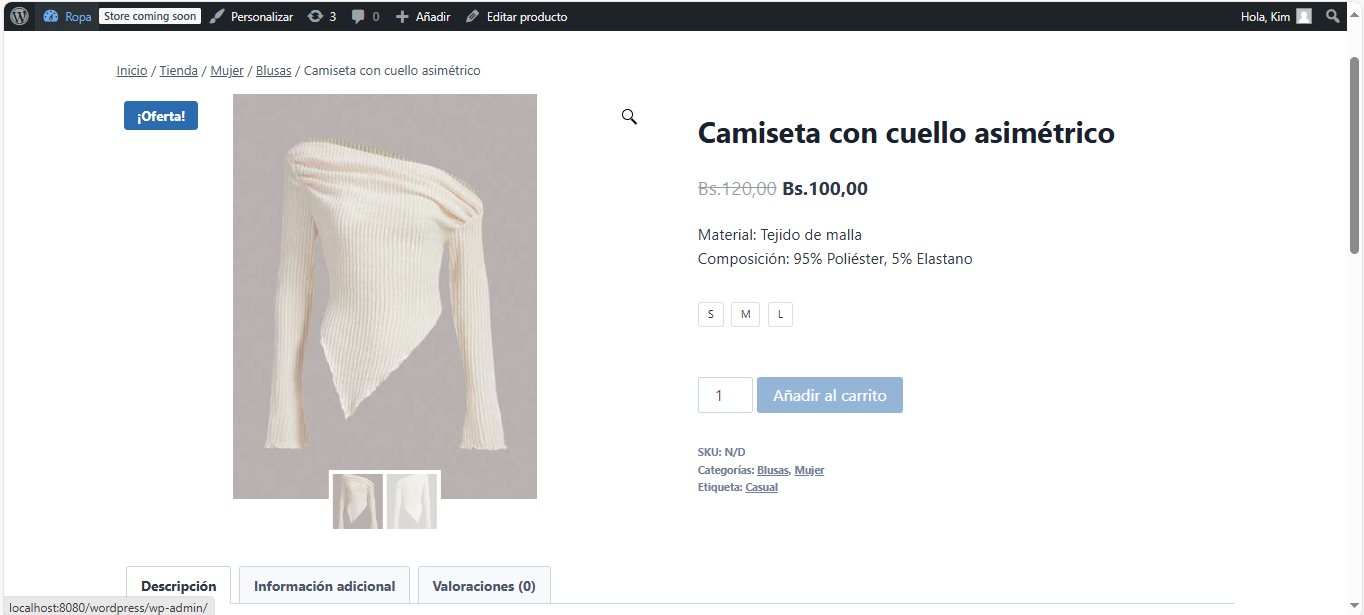 Ropa Store coming soon Personalizar 3 0 Añadir Editar producto Hola, Kim
Inicio / Tienda / Mujer / Blusas / Camiseta con cuello asimétrico
¡Oferta!
Camiseta con cuello asimétrico
Bs.120,00 Bs.100,00
Material: Tejido de malla
Composición: 95% Poliéster, 5% Elastano
S M L
1 Añadir al carrito
SKU: N/D
Categorías: Blusas, Mujer
Etiqueta: Casual
Descripción Información adicional Valoraciones (0)
localhost:8080/wordpress/wp-admin/